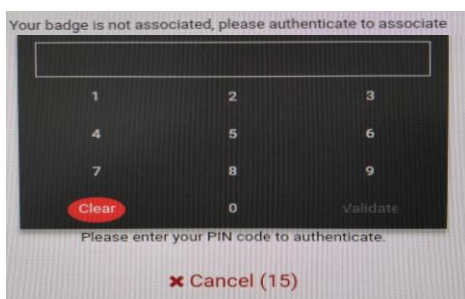 Your badge is not associated, please authenticate to associate
1 2 3
4 5 6
7 8 9
Clear 0 Validate
Please enter your PIN code to authenticate.
✖ Cancel (15)